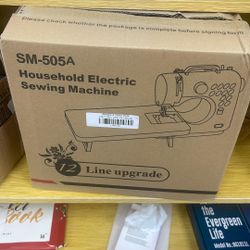 Please check whether the package is complete before signing for it!
SM-505A
Household Electric
Sewing Machine
12 Line upgrade
ook
the
Evergreen
Life